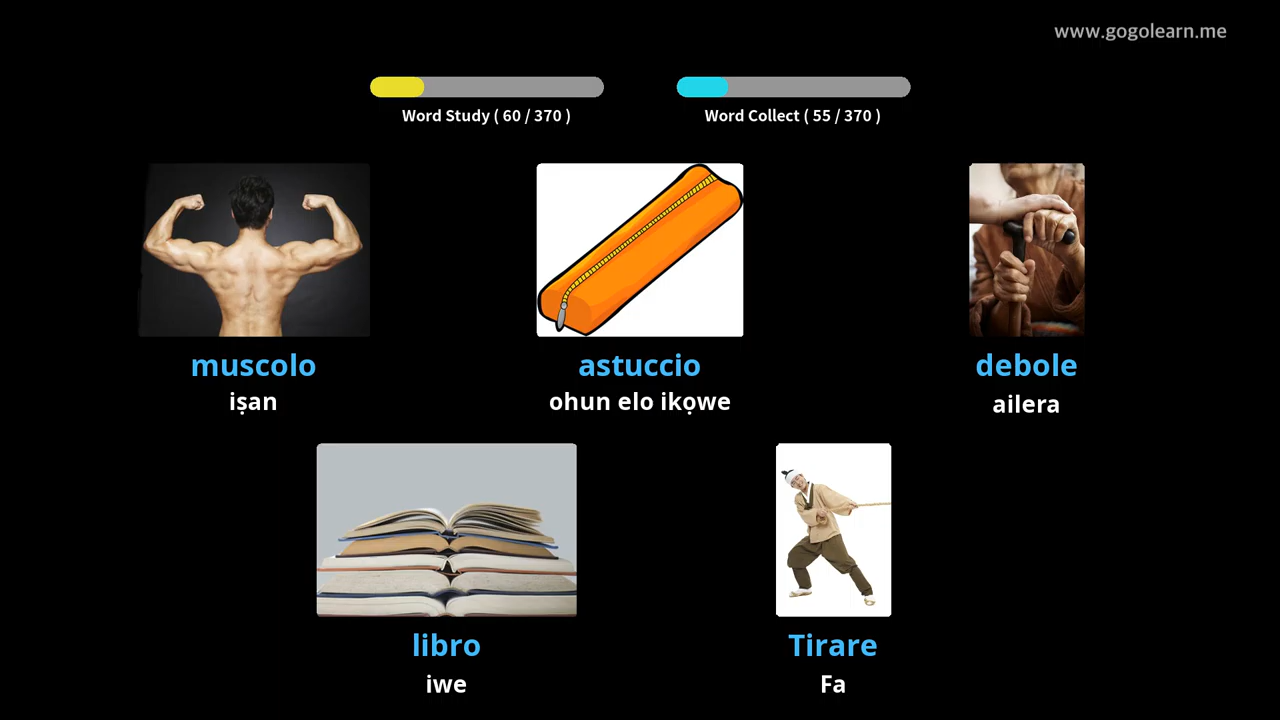 www.gogolearn.me
Word Study ( 60 / 370 )
Word Collect ( 55 / 370 )
muscolo
iṣan
astuccio
ohun elo ikọwe
debole
ailera
libro
iwe
Tirare
Fa